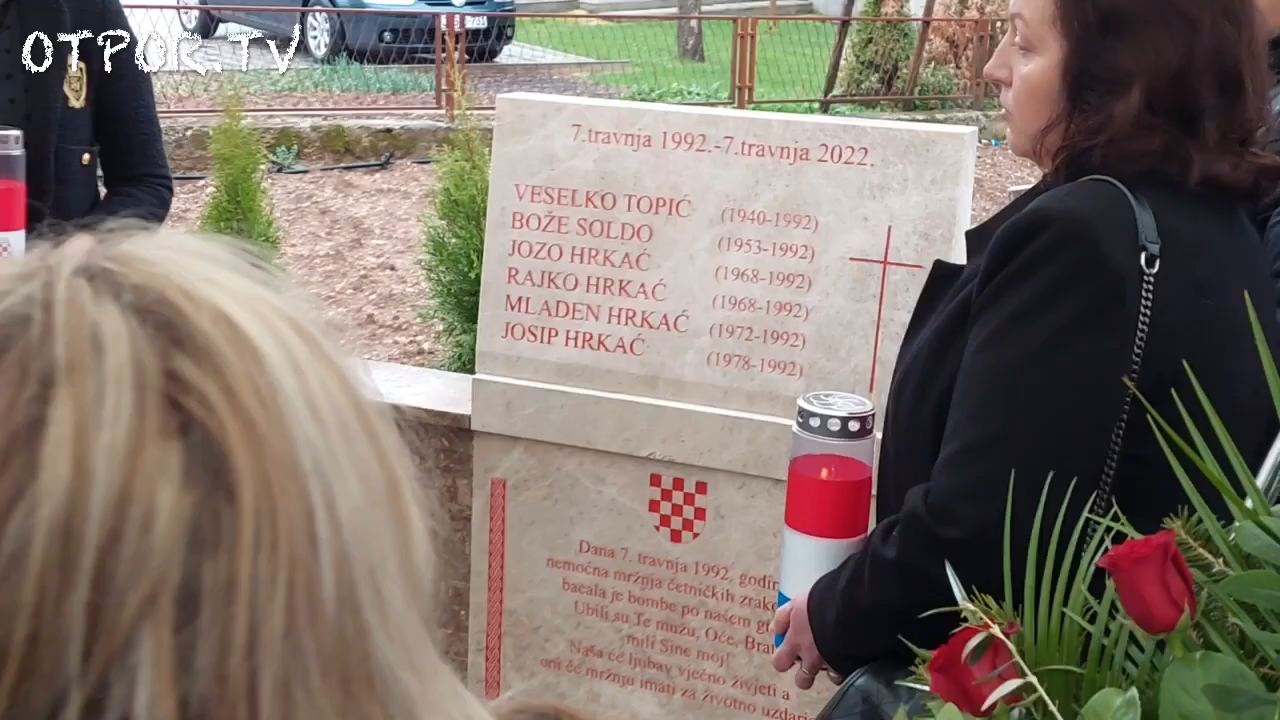 OTPOR.TV
7.travnja 1992.-7.travnja 2022.
VESELKO TOPIĆ (1940-1992)
BOŽE SOLDO (1953-1992)
JOZO HRKAĆ (1968-1992)
RAJKO HRKAĆ (1968-1992)
MLADEN HRKAĆ (1972-1992)
JOSIP HRKAĆ (1978-1992)
Dana 7. travnja 1992. godin
nemoćna mržnja četničkih zrako
bacala je bombe po našem g
Ubili su Te mužu, Oče, Bra
mili Sine moj!
Naša će ljubav vječno živjeti a
oni će mržnju imati za životno uzdar